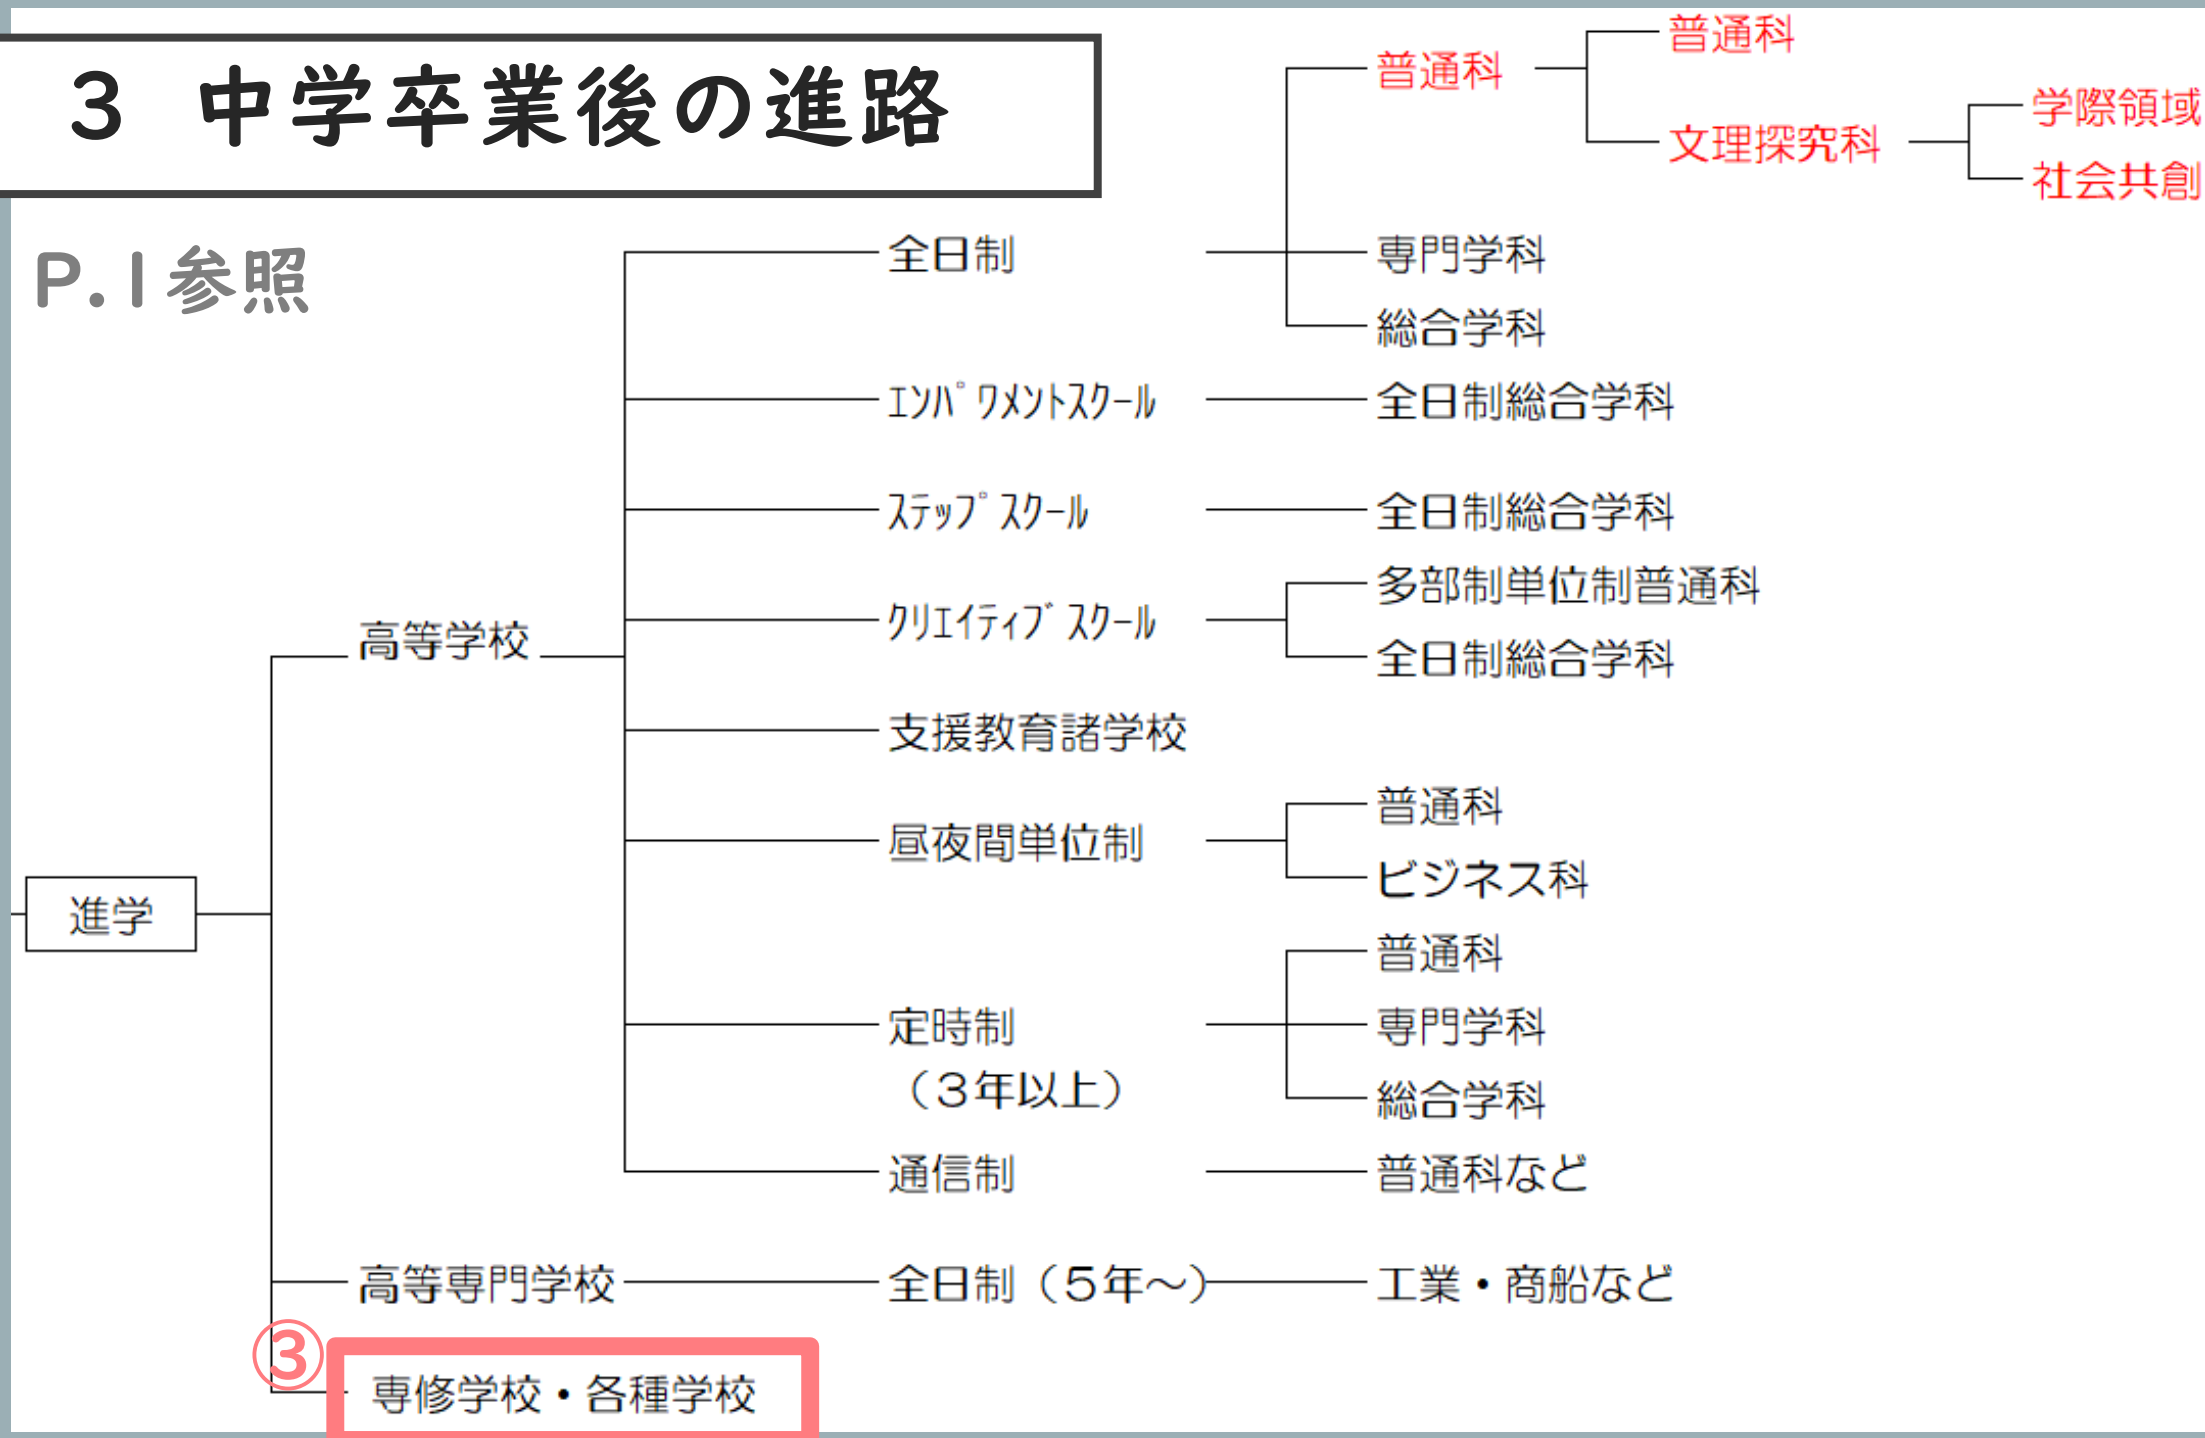 3 中学卒業後の進路
P.1参照
普通科
普通科
文理探究科
学際領域
社会共創
全日制
専門学科
総合学科
ｴﾝﾊﾟﾜﾒﾝﾄｽｸｰﾙ
全日制総合学科
ｽﾃｯﾌﾟｽｸｰﾙ
全日制総合学科
ｸﾘｴｲﾃｨﾌﾞｽｸｰﾙ
多部制単位制普通科
全日制総合学科
高等学校
支援教育諸学校
昼夜間単位制
普通科
ビジネス科
進学
定時制
（３年以上）
普通科
専門学科
総合学科
通信制
普通科など
高等専門学校
全日制（５年～）
工業・商船など
③
専修学校・各種学校